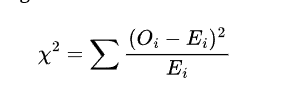 χ² = ∑ (Oᵢ − Eᵢ)² / Eᵢ